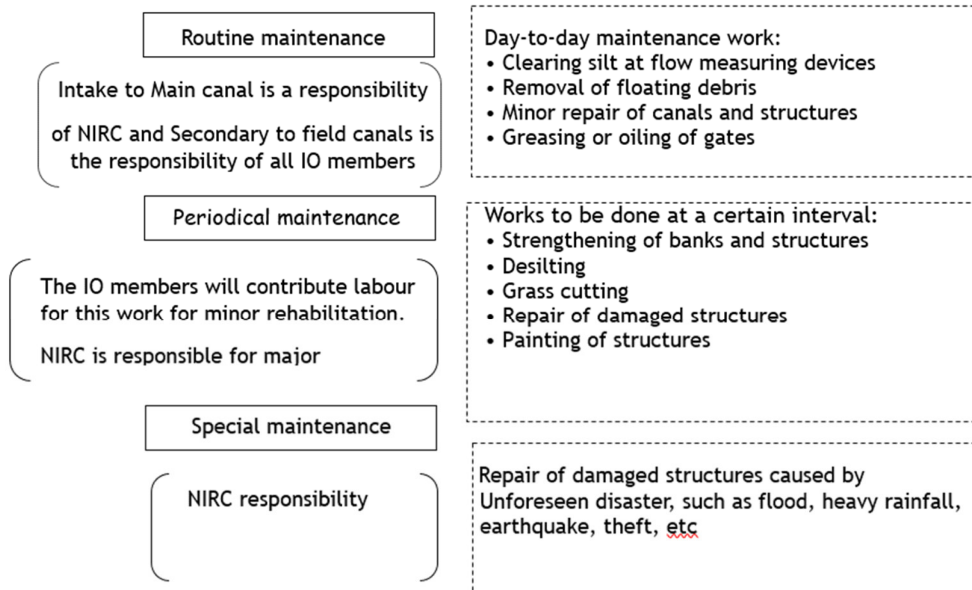 Routine maintenance
Intake to Main canal is a responsibility
of NIRC and Secondary to field canals is
the responsibility of all IO members
Day-to-day maintenance work:
• Clearing silt at flow measuring devices
• Removal of floating debris
• Minor repair of canals and structures
• Greasing or oiling of gates
Periodical maintenance
The IO members will contribute labour
for this work for minor rehabilitation.
NIRC is responsible for major
Works to be done at a certain interval:
• Strengthening of banks and structures
• Desilting
• Grass cutting
• Repair of damaged structures
• Painting of structures
Special maintenance
NIRC responsibility
Repair of damaged structures caused by
Unforeseen disaster, such as flood, heavy rainfall,
earthquake, theft, etc